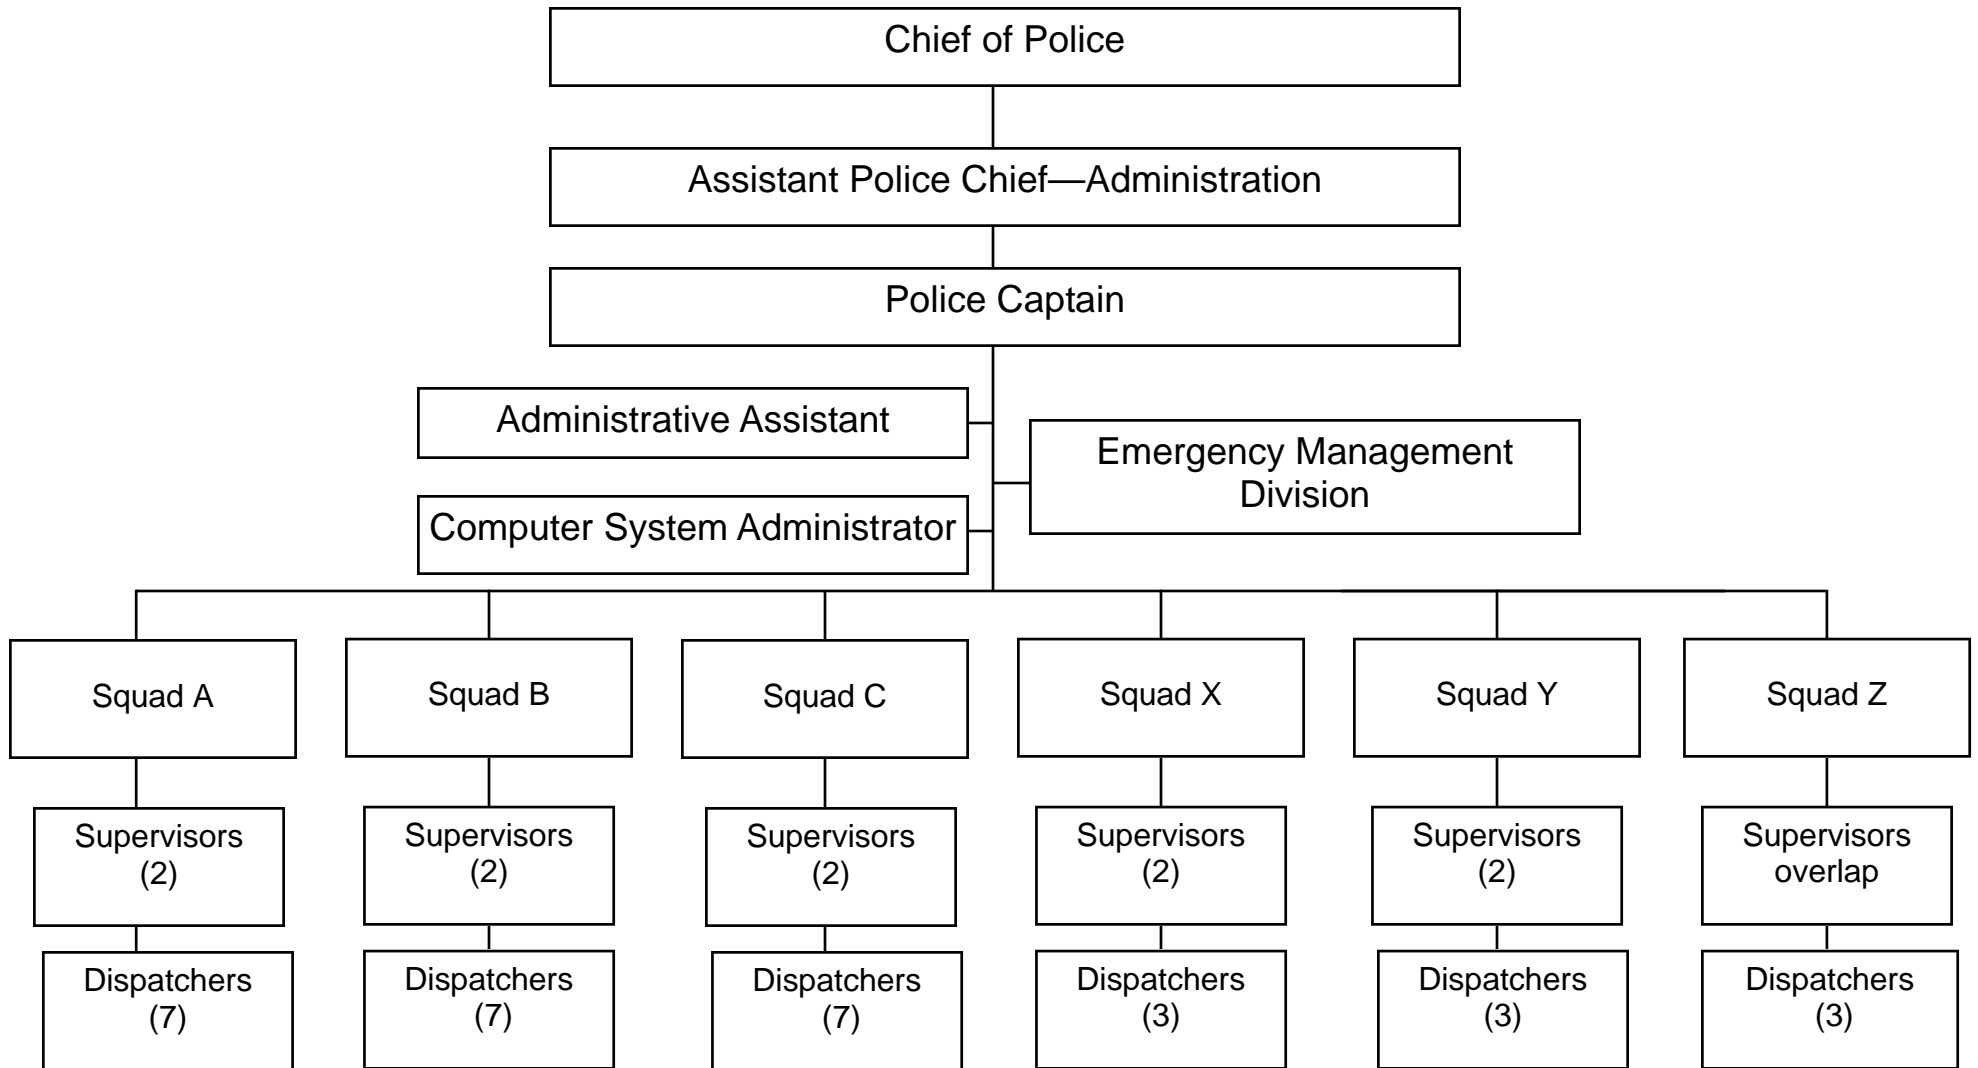 Chief of Police
Assistant Police Chief—Administration
Police Captain
Administrative Assistant
Emergency Management
Division
Computer System Administrator
Squad A
Squad B
Squad C
Squad X
Squad Y
Squad Z
Supervisors
(2)
Supervisors
(2)
Supervisors
(2)
Supervisors
(2)
Supervisors
(2)
Supervisors
overlap
Dispatchers
(7)
Dispatchers
(7)
Dispatchers
(7)
Dispatchers
(3)
Dispatchers
(3)
Dispatchers
(3)